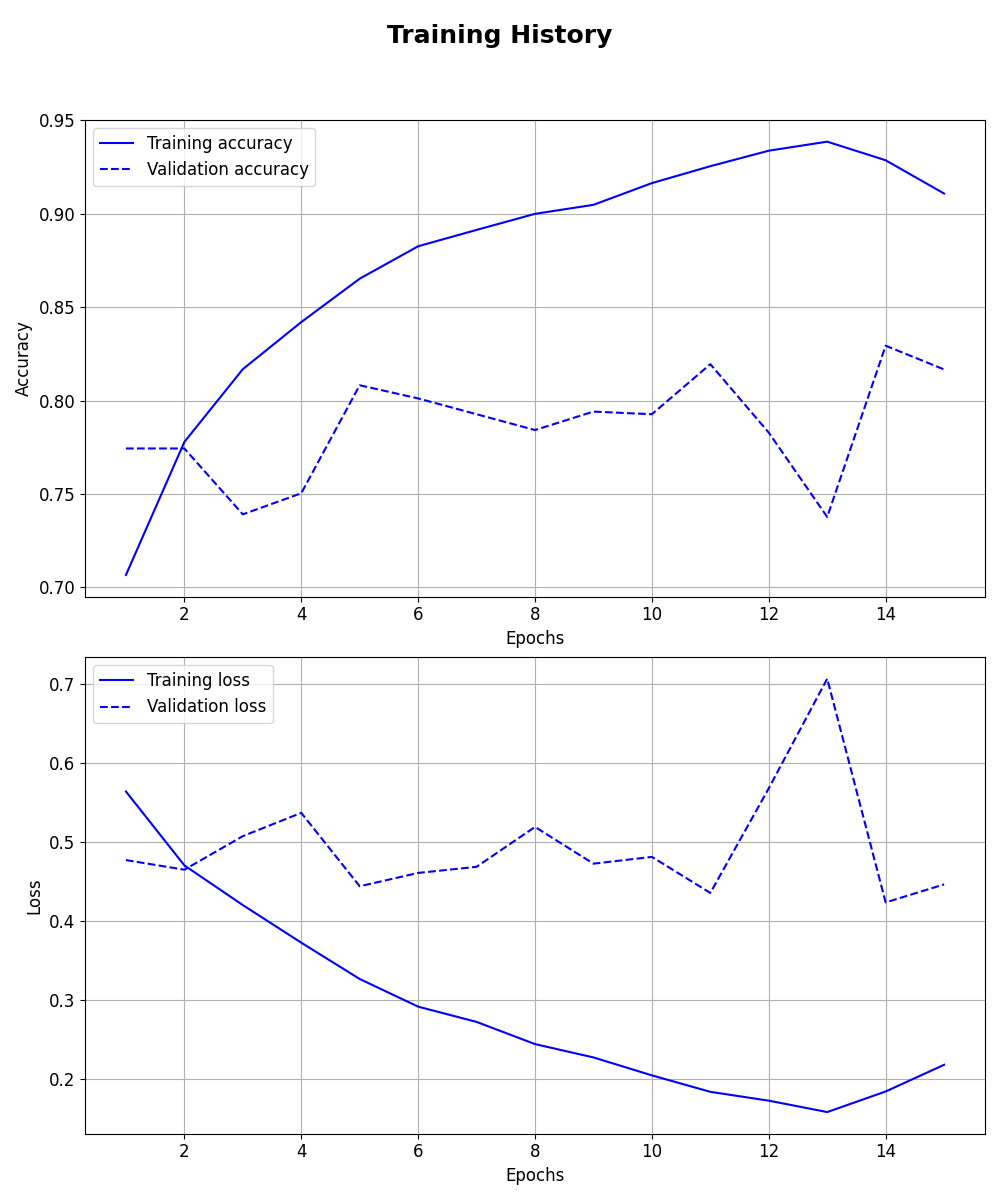 Training History
0.95
0.90
0.85
0.80
0.75
0.70
Accuracy
Training accuracy
Validation accuracy
2 4 6 8 10 12 14
Epochs
0.7
0.6
0.5
0.4
0.3
0.2
Loss
Training loss
Validation loss
2 4 6 8 10 12 14
Epochs